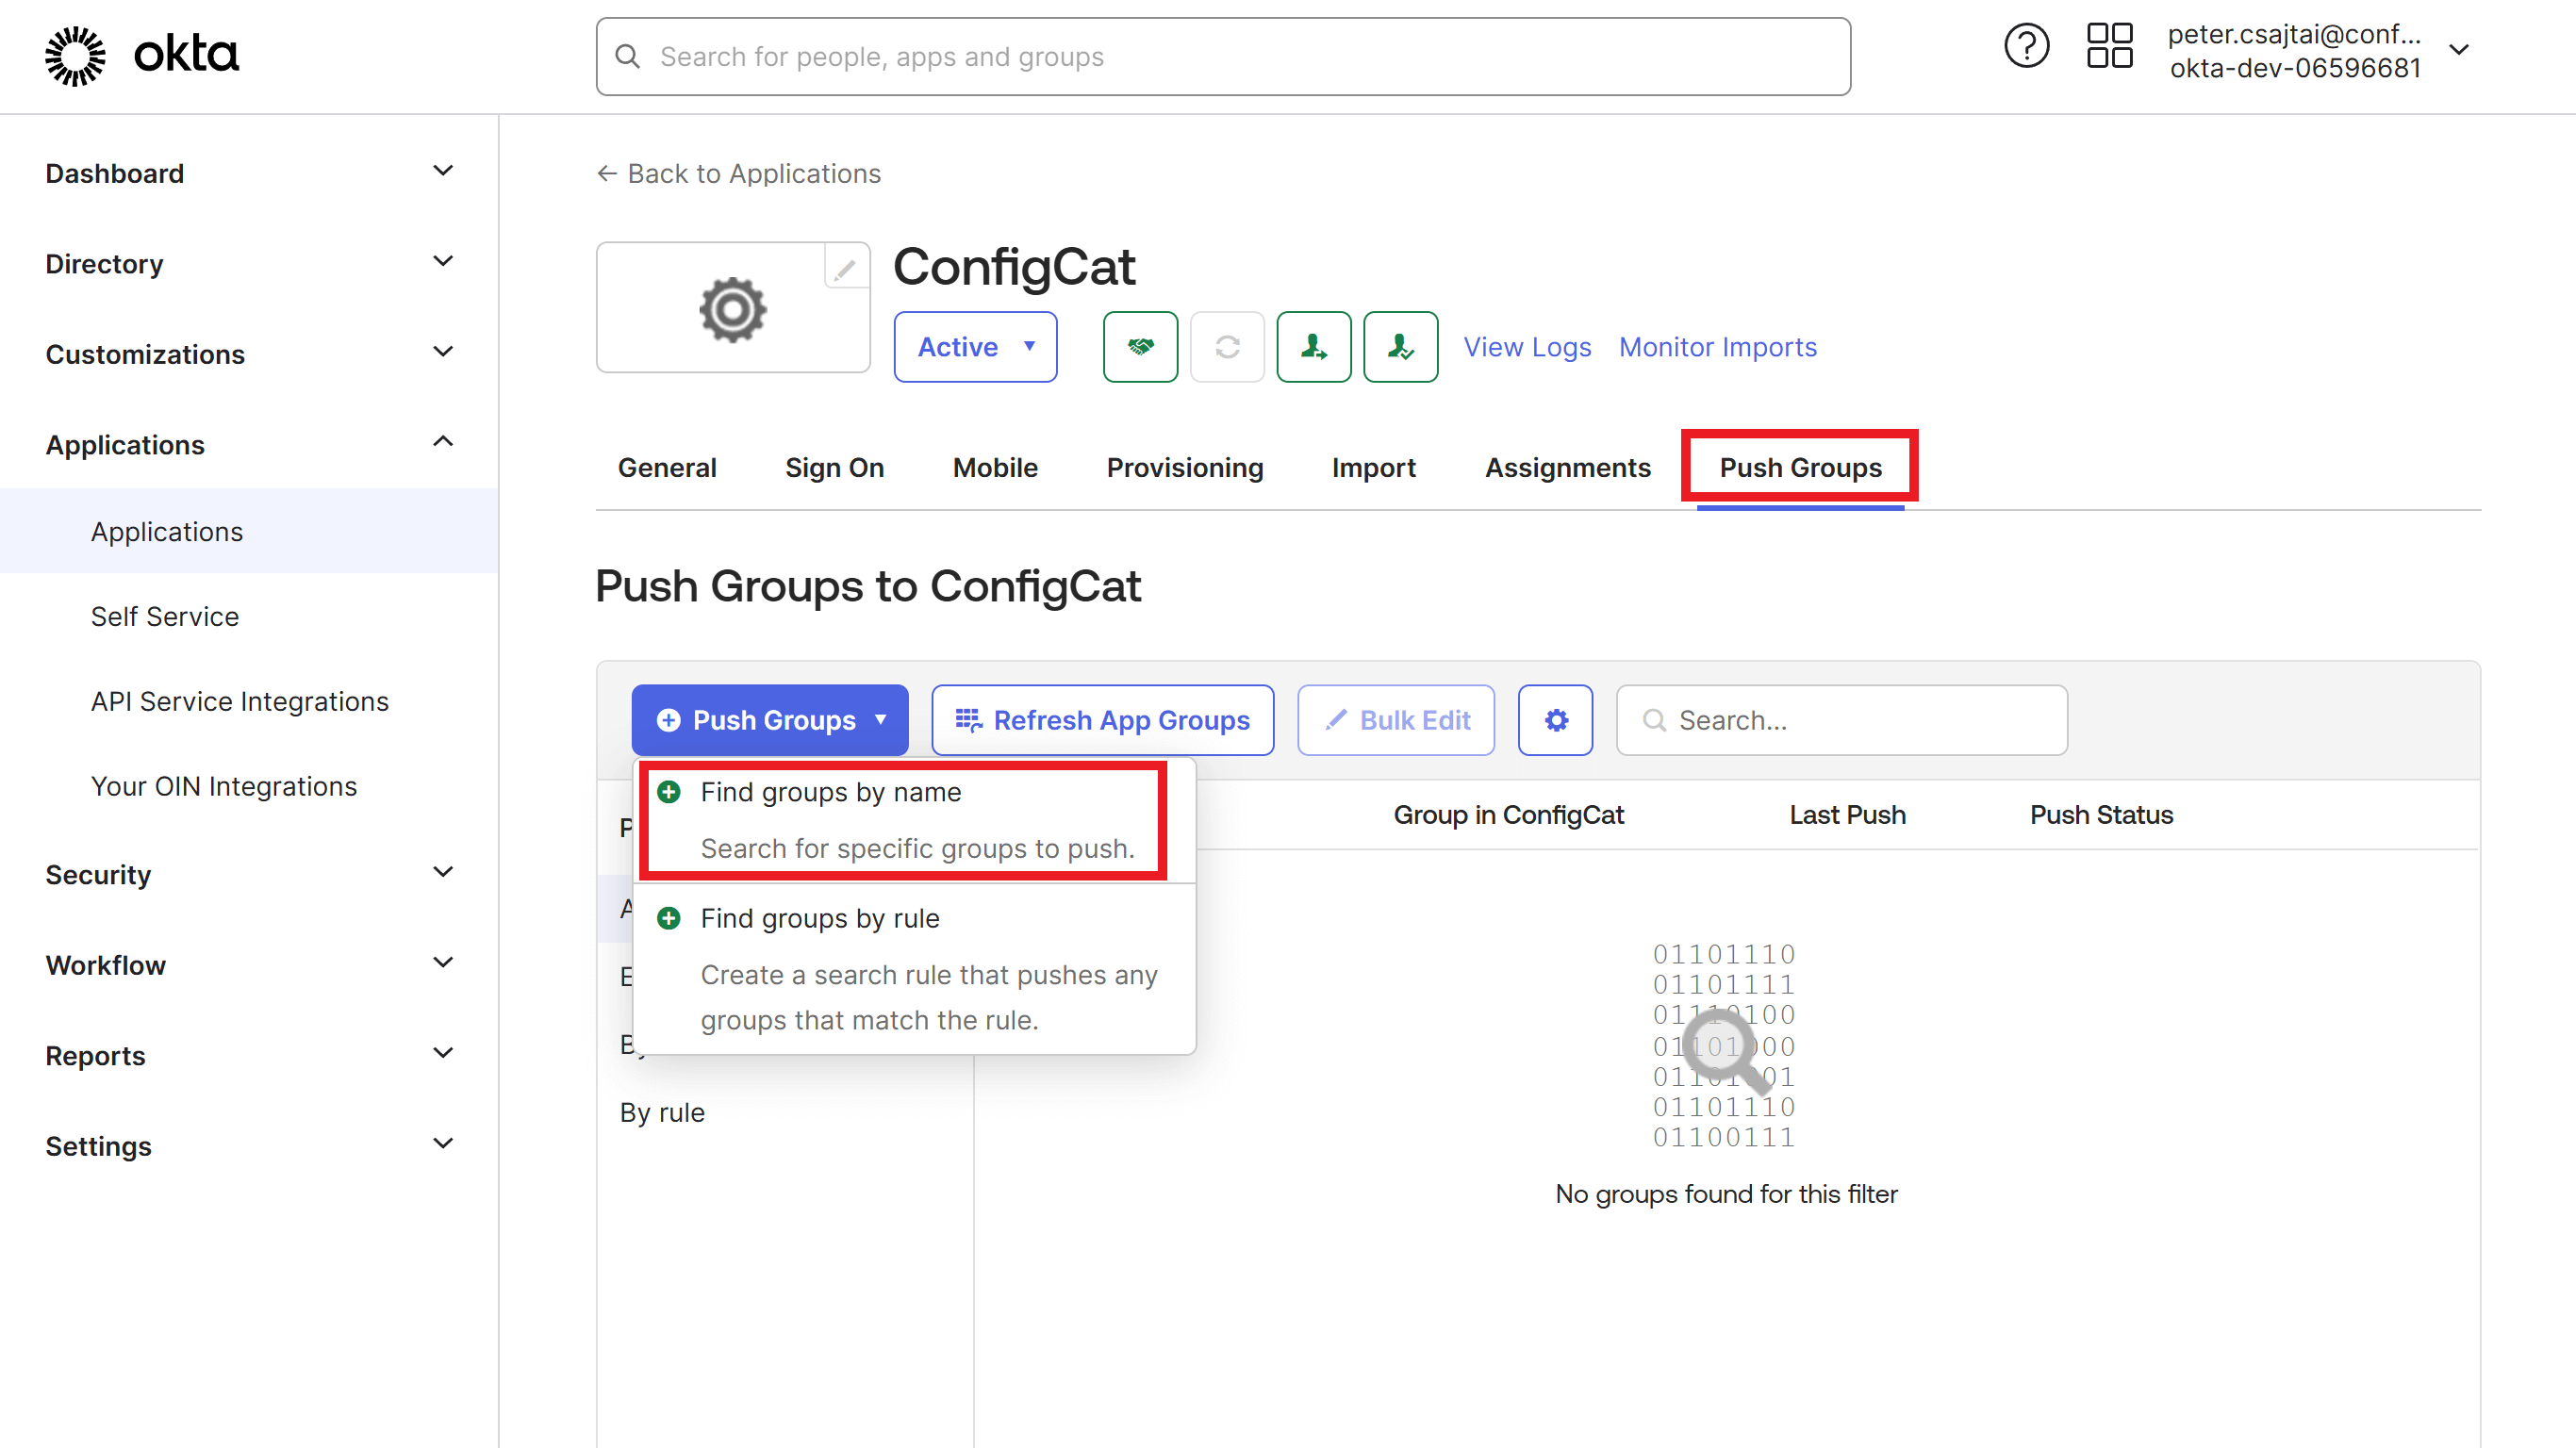 okta
Search for people, apps and groups
peter.csajtai@conf...
okta-dev-06596681
Dashboard
Directory
Customizations
Applications
Applications
Self Service
API Service Integrations
Your OIN Integrations
Security
Workflow
Reports
Settings
← Back to Applications
ConfigCat
Active
View Logs
Monitor Imports
General
Sign On
Mobile
Provisioning
Import
Assignments
Push Groups
Push Groups to ConfigCat
Push Groups
Refresh App Groups
Bulk Edit
Search...
Find groups by name
Search for specific groups to push.
Find groups by rule
Create a search rule that pushes any
groups that match the rule.
By rule
Group in ConfigCat
Last Push
Push Status
01101110
01101111
01110100
01101110
01100111
No groups found for this filter